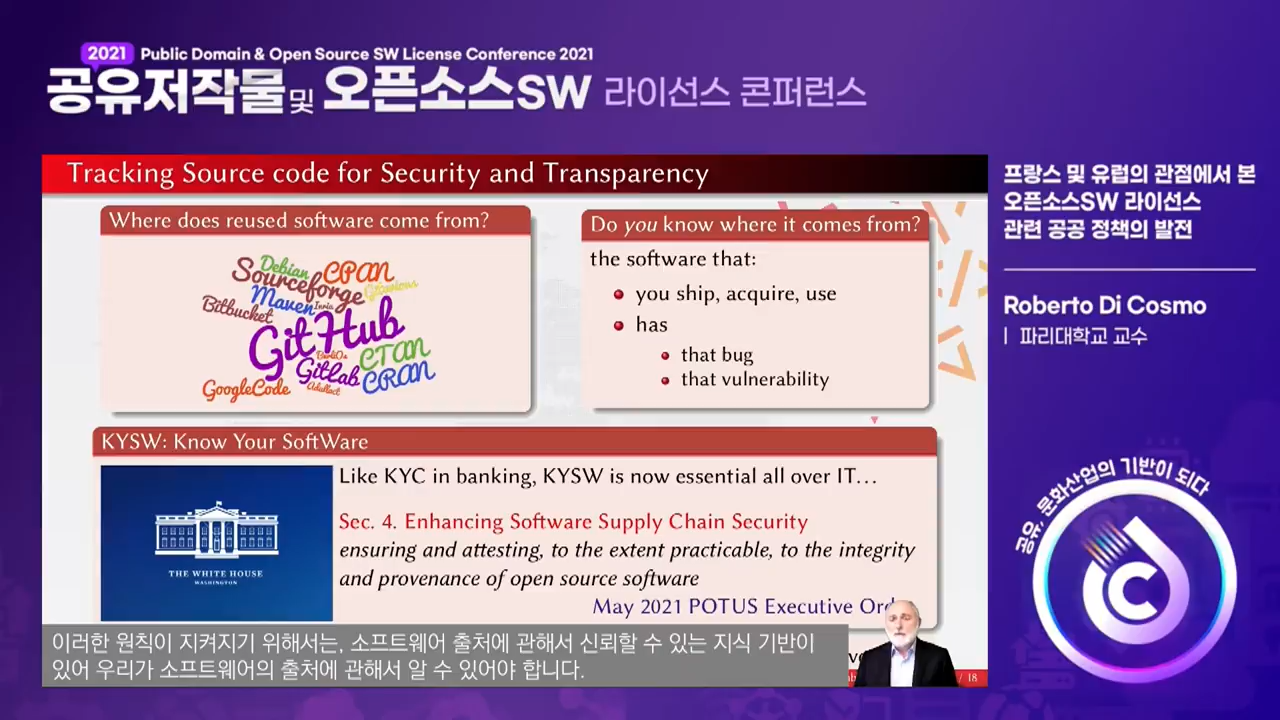 2021 Public Domain & Open Source SW License Conference 2021
공유저작물 및 오픈소스SW 라이선스 콘퍼런스
Tracking Source code for Security and Transparency
Where does reused software come from?
Debian
CPAN
Sourceforge
Gitorious
Maven
Inria
Bitbucket
GitHub
BerliOs
CTAN
GitLab
CRAN
GoogleCode
Adullact
Do you know where it comes from?
the software that:
you ship, acquire, use
has
that bug
that vulnerability
KYSW: Know Your SoftWare
THE WHITE HOUSE
WASHINGTON
Like KYC in banking, KYSW is now essential all over IT…
Sec. 4. Enhancing Software Supply Chain Security
ensuring and attesting, to the extent practicable, to the integrity
and provenance of open source software
May 2021 POTUS Executive Ord
/ 18
이러한 원칙이 지켜지기 위해서는, 소프트웨어 출처에 관해서 신뢰할 수 있는 지식 기반이
있어 우리가 소프트웨어의 출처에 관해서 알 수 있어야 합니다.
프랑스 및 유럽의 관점에서 본
오픈소스SW 라이선스
관련 공공 정책의 발전
Roberto Di Cosmo
| 파리대학교 교수
공유, 문화산업의 기반이 되다